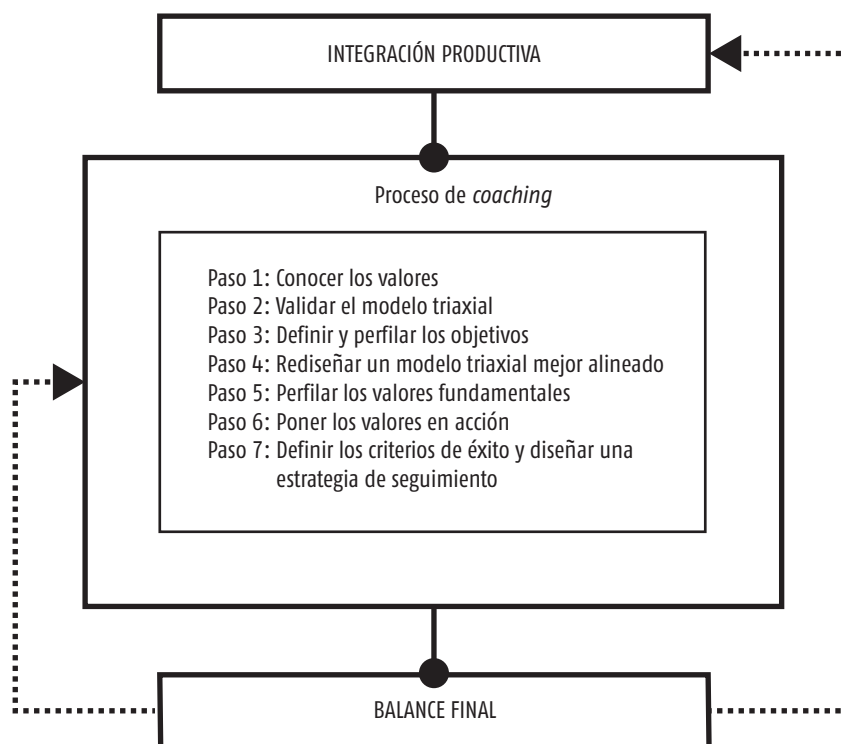 INTEGRACIÓN PRODUCTIVA
Proceso de coaching
Paso 1: Conocer los valores
Paso 2: Validar el modelo triaxial
Paso 3: Definir y perfilar los objetivos
Paso 4: Rediseñar un modelo triaxial mejor alineado
Paso 5: Perfilar los valores fundamentales
Paso 6: Poner los valores en acción
Paso 7: Definir los criterios de éxito y diseñar una
estrategia de seguimiento
BALANCE FINAL